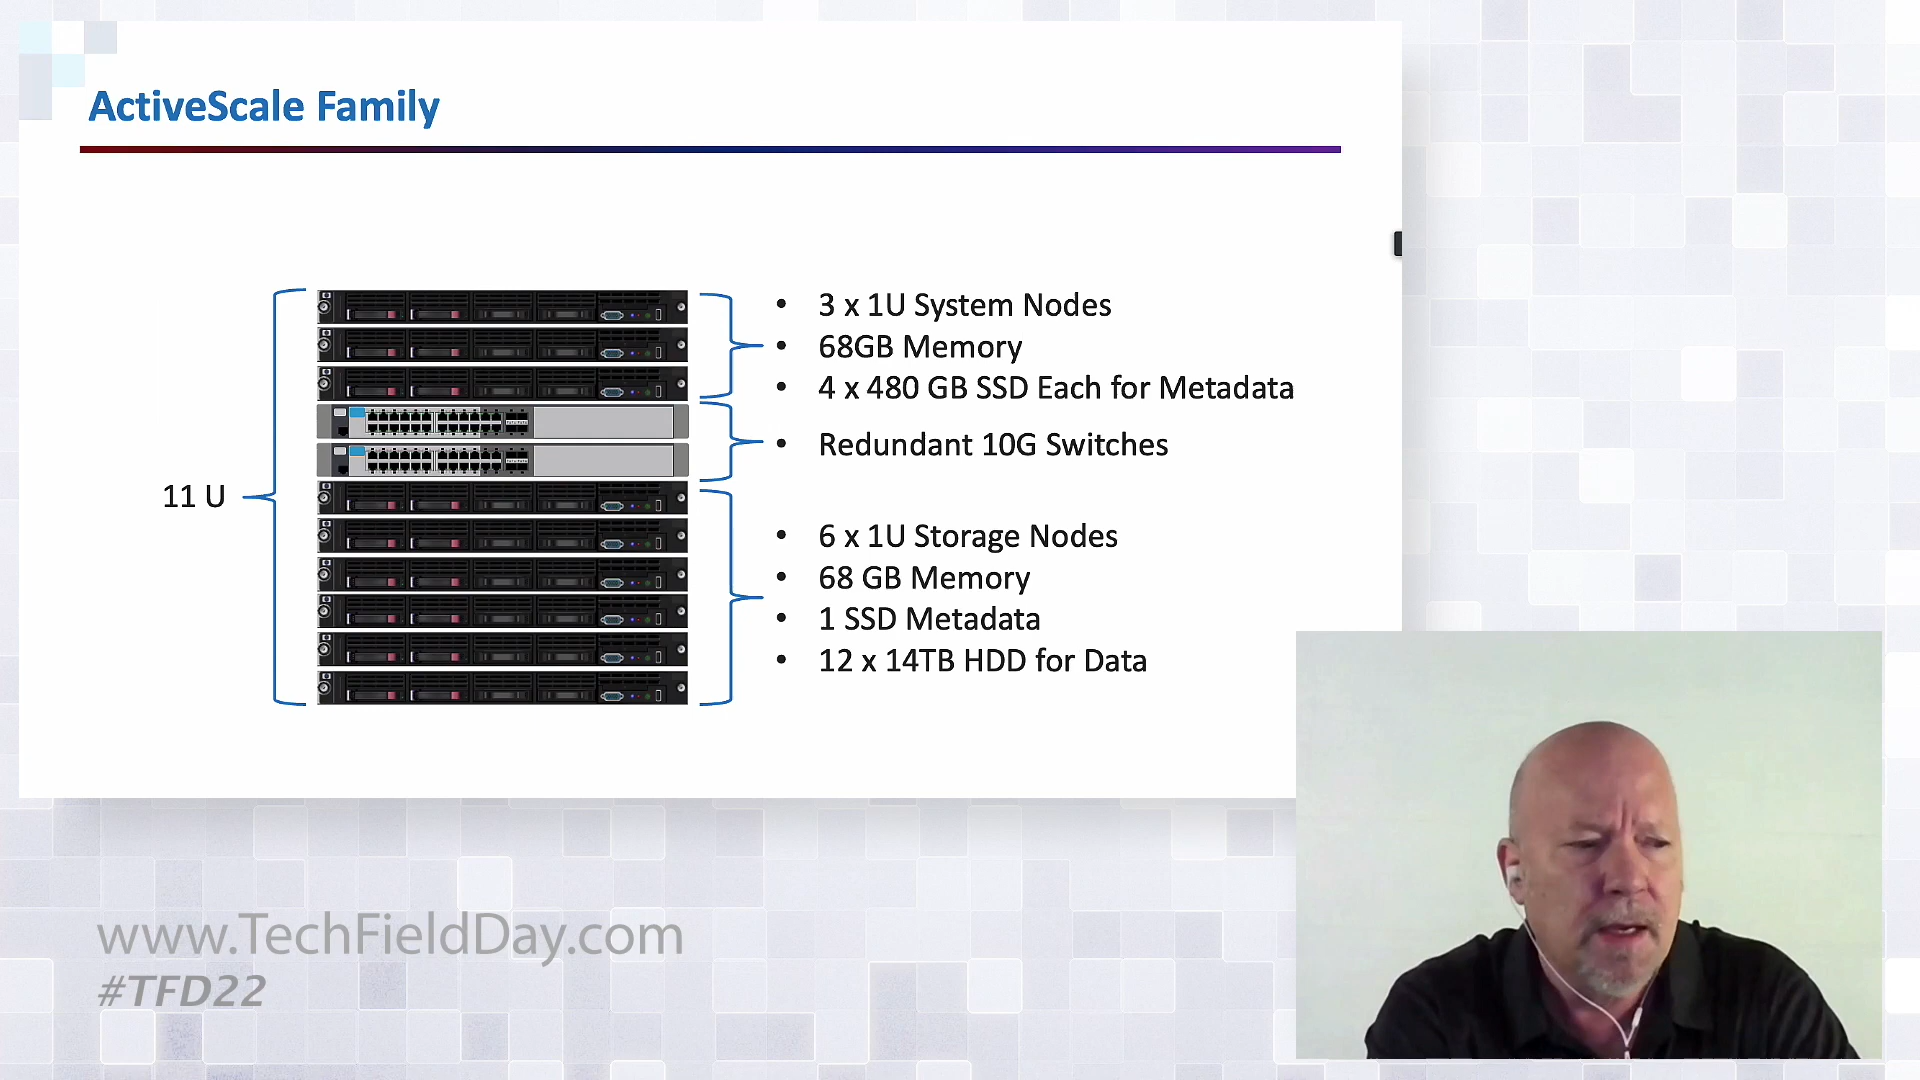 ActiveScale Family
11 U
• 3 x 1U System Nodes
• 68GB Memory
• 4 x 480 GB SSD Each for Metadata
• Redundant 10G Switches
• 6 x 1U Storage Nodes
• 68 GB Memory
• 1 SSD Metadata
• 12 x 14TB HDD for Data
www.TechFieldDay.com
#TFD22